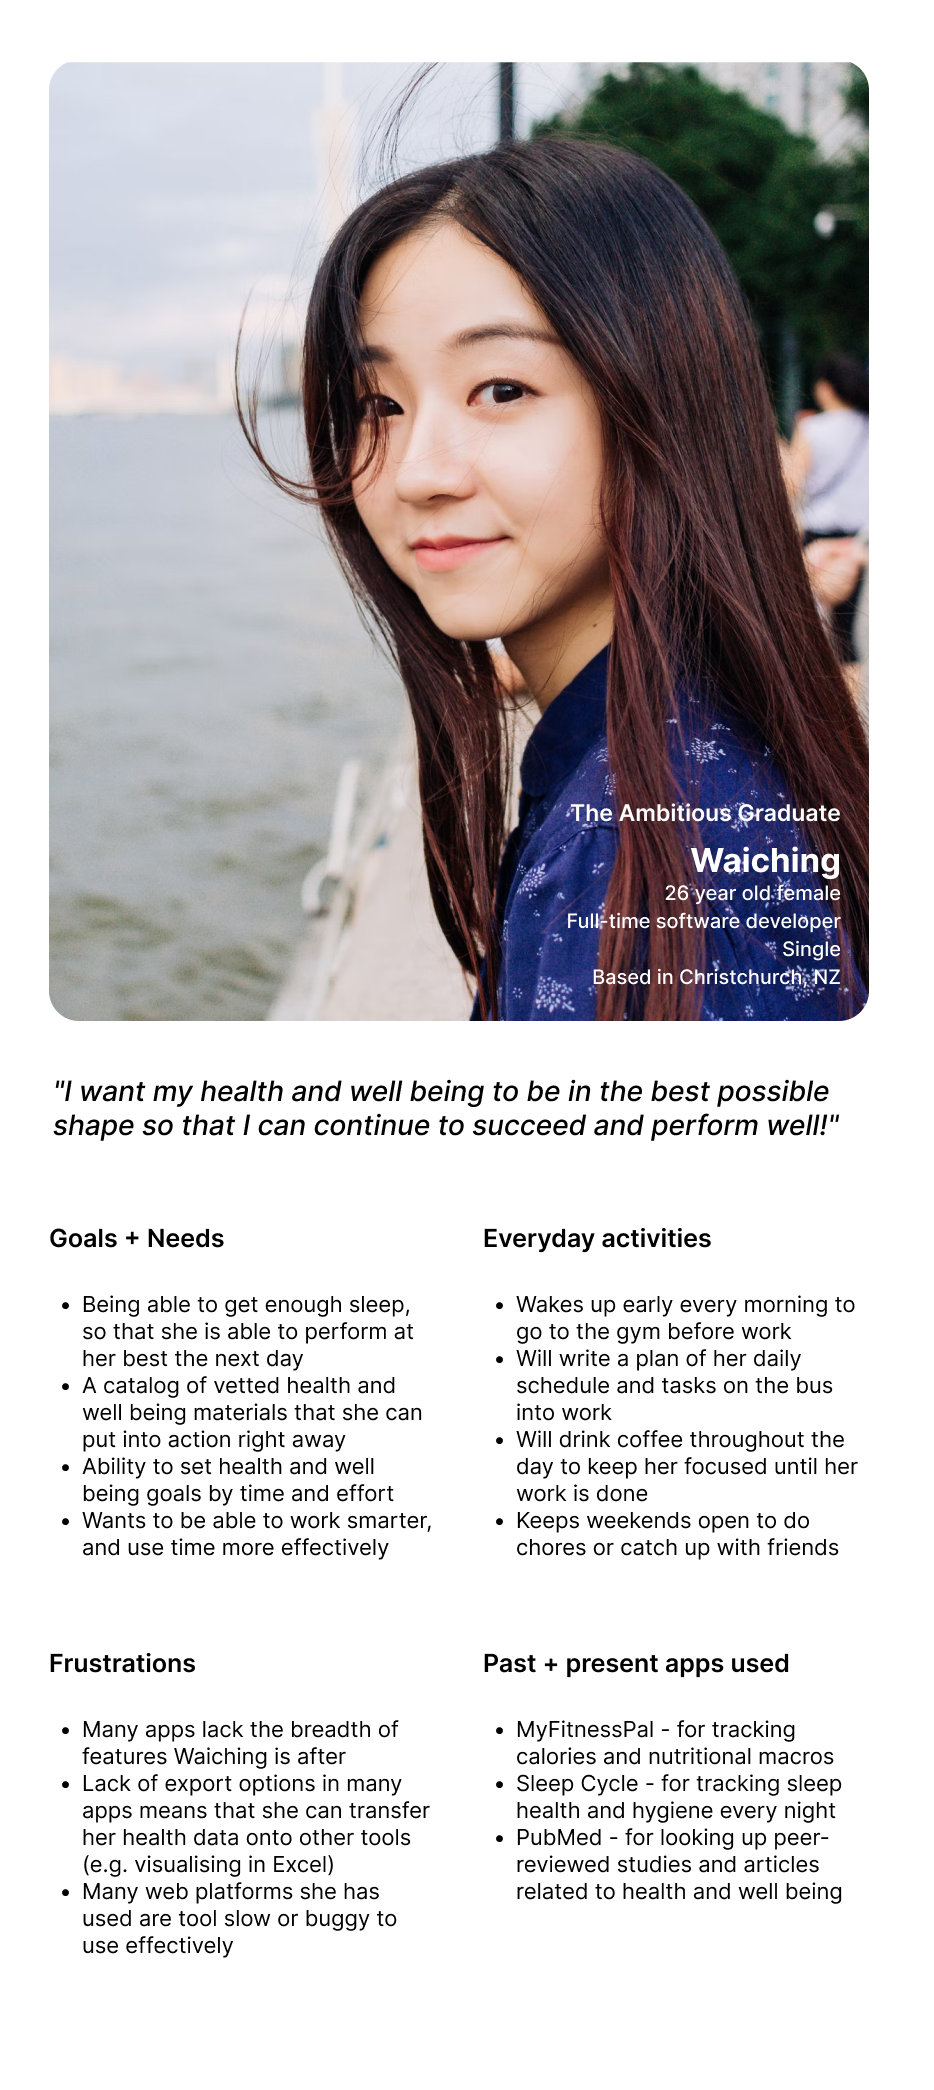 The Ambitious Graduate
Waiching
26 year old female
Full-time software developer
Single
Based in Christchurch, NZ
"I want my health and well being to be in the best possible
shape so that I can continue to succeed and perform well!"
Goals + Needs
• Being able to get enough sleep,
so that she is able to perform at
her best the next day
• A catalog of vetted health and
well being materials that she can
put into action right away
• Ability to set health and well
being goals by time and effort
• Wants to be able to work smarter,
and use time more effectively
Everyday activities
• Wakes up early every morning to
go to the gym before work
• Will write a plan of her daily
schedule and tasks on the bus
into work
• Will drink coffee throughout the
day to keep her focused until her
work is done
• Keeps weekends open to do
chores or catch up with friends
Frustrations
• Many apps lack the breadth of
features Waiching is after
• Lack of export options in many
apps means that she can transfer
her health data onto other tools
(e.g. visualising in Excel)
• Many web platforms she has
used are tool slow or buggy to
use effectively
Past + present apps used
• MyFitnessPal - for tracking
calories and nutritional macros
• Sleep Cycle - for tracking sleep
health and hygiene every night
• PubMed - for looking up peer-
reviewed studies and articles
related to health and well being